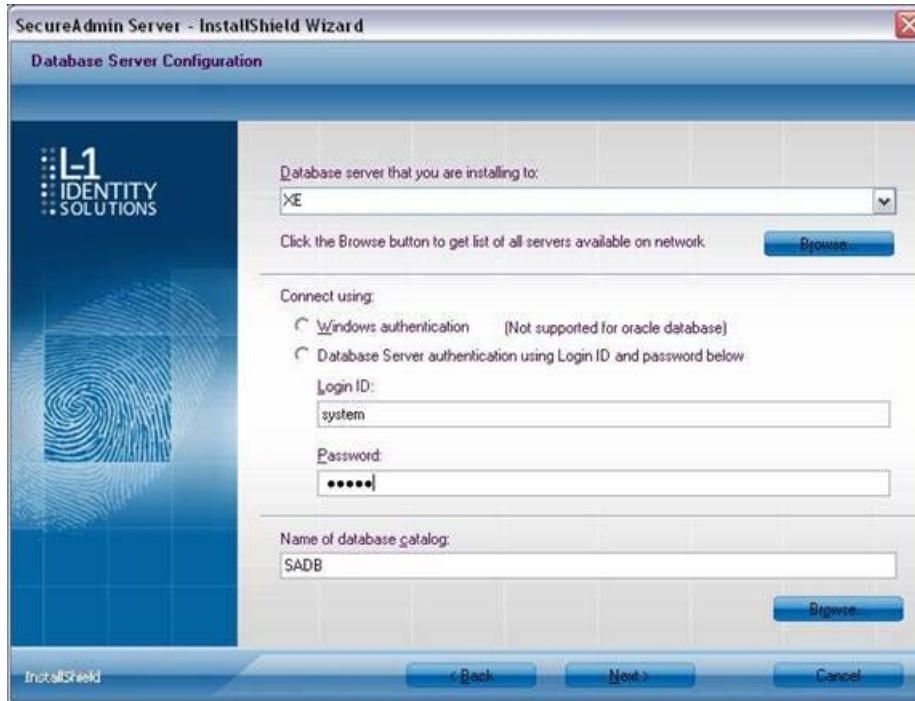 SecureAdmin Server - InstallShield Wizard
Database Server Configuration
L-1
IDENTITY
SOLUTIONS
Database server that you are installing to:
XE
Click the Browse button to get list of all servers available on network
Browse...
Connect using:
Windows authentication (Not supported for oracle database)
Database Server authentication using Login ID and password below
Login ID:
system
Password:
•••••
Name of database catalog:
SADB
Browse...
InstallShield
< Back Next > Cancel